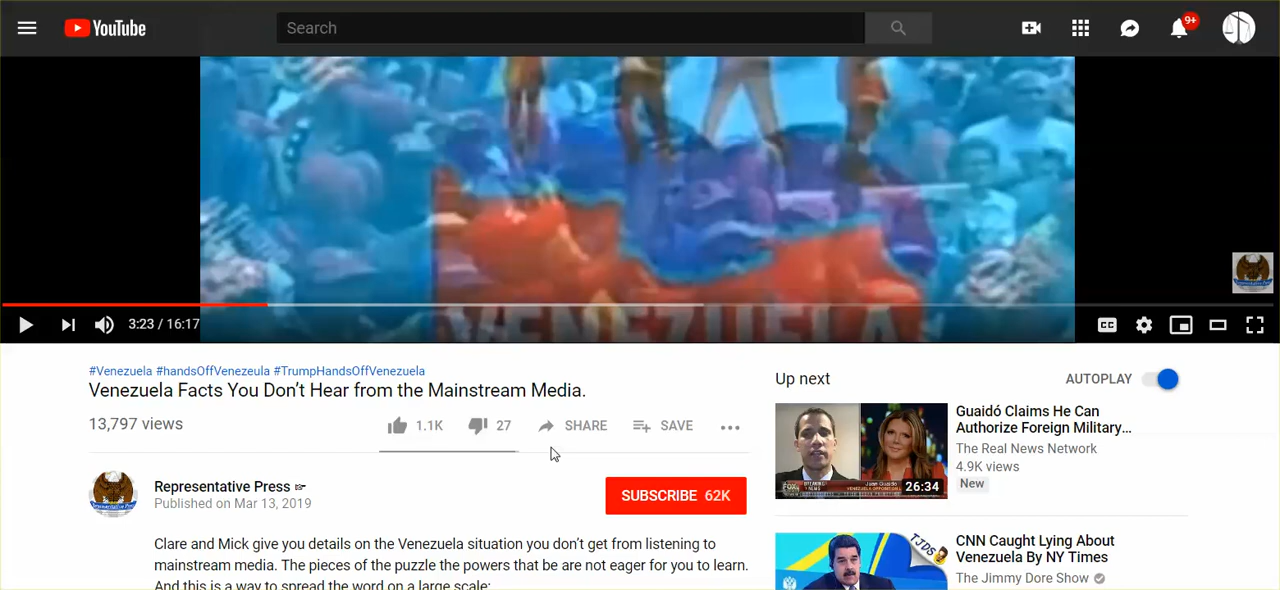 YouTube
Search
9+
VENEZUELA
3:23 / 16:17
CC
#Venezuela #handsOffVenezeula #TrumpHandsOffVenezuela
Venezuela Facts You Don't Hear from the Mainstream Media.
13,797 views
1.1K
27
SHARE
SAVE
Representative Press
Published on Mar 13, 2019
SUBSCRIBE 62K
Clare and Mick give you details on the Venezuela situation you don't get from listening to
mainstream media. The pieces of the puzzle the powers that be are not eager for you to learn.
And this is a way to spread the word on a large scale:
Up next
AUTOPLAY
26:34
Guaidó Claims He Can
Authorize Foreign Military...
The Real News Network
4.9K views
New
TJDS
CNN Caught Lying About
Venezuela By NY Times
The Jimmy Dore Show